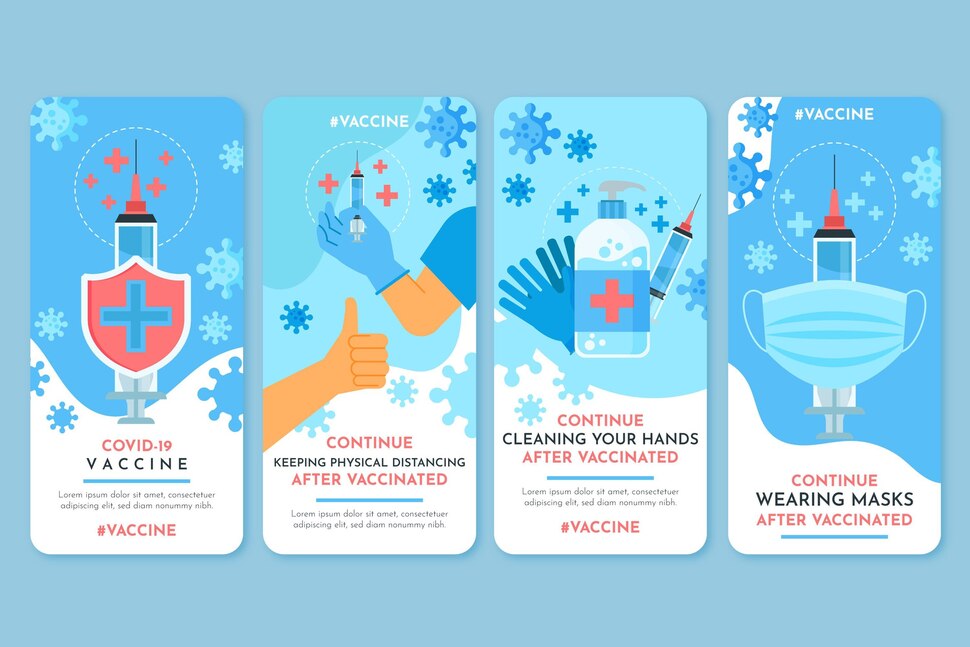 COVID-19
VACCINE
Lorem ipsum dolor sit amet, consectetuer
adipiscing elit, sed diam nonummy nibh.
#VACCINE
#VACCINE
CONTINUE
KEEPING PHYSICAL DISTANCING
AFTER VACCINATED
Lorem ipsum dolor sit amet, consectetuer
adipiscing elit, sed diam nonummy nibh.
CONTINUE
CLEANING YOUR HANDS
AFTER VACCINATED
Lorem ipsum dolor sit amet, consectetuer
adipiscing elit, sed diam nonummy nibh.
#VACCINE
#VACCINE
CONTINUE
WEARING MASKS
AFTER VACCINATED